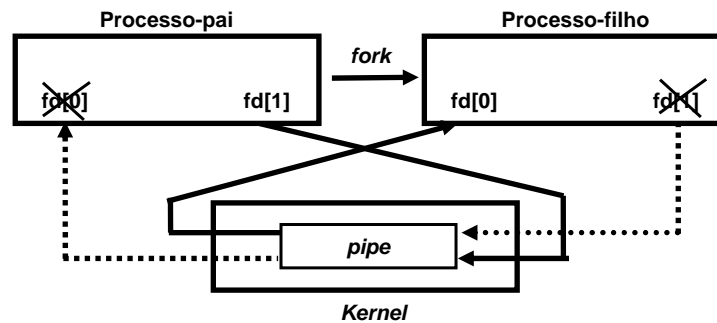 Processo-pai
Processo-filho
fork
fd[0]
fd[1]
fd[0]
fd[1]
pipe
Kernel